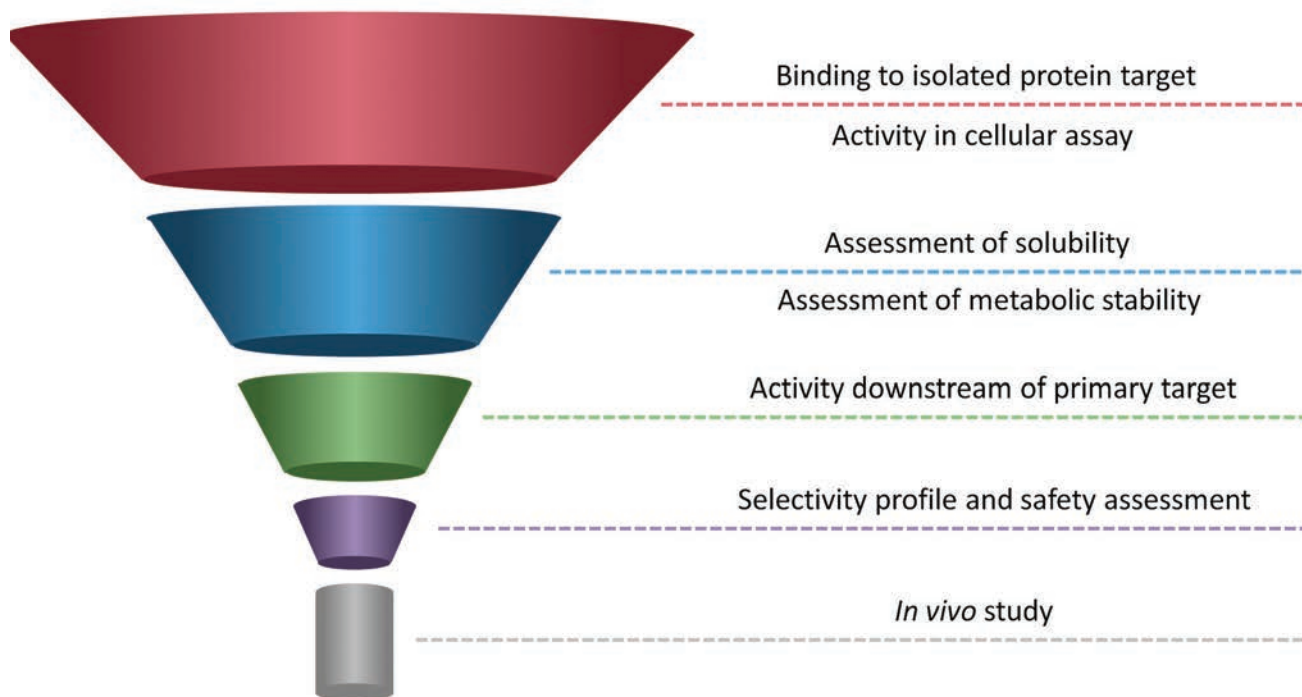 Binding to isolated protein target
Activity in cellular assay
Assessment of solubility
Assessment of metabolic stability
Activity downstream of primary target
Selectivity profile and safety assessment
In vivo study